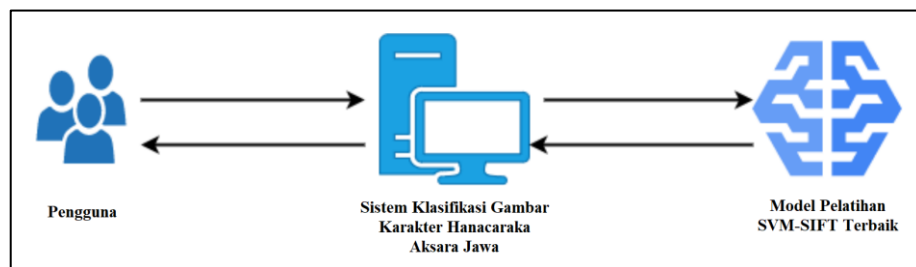 Pengguna
Sistem Klasifikasi Gambar
Karakter Hanacaraka
Aksara Jawa
Model Pelatihan
SVM-SIFT Terbaik